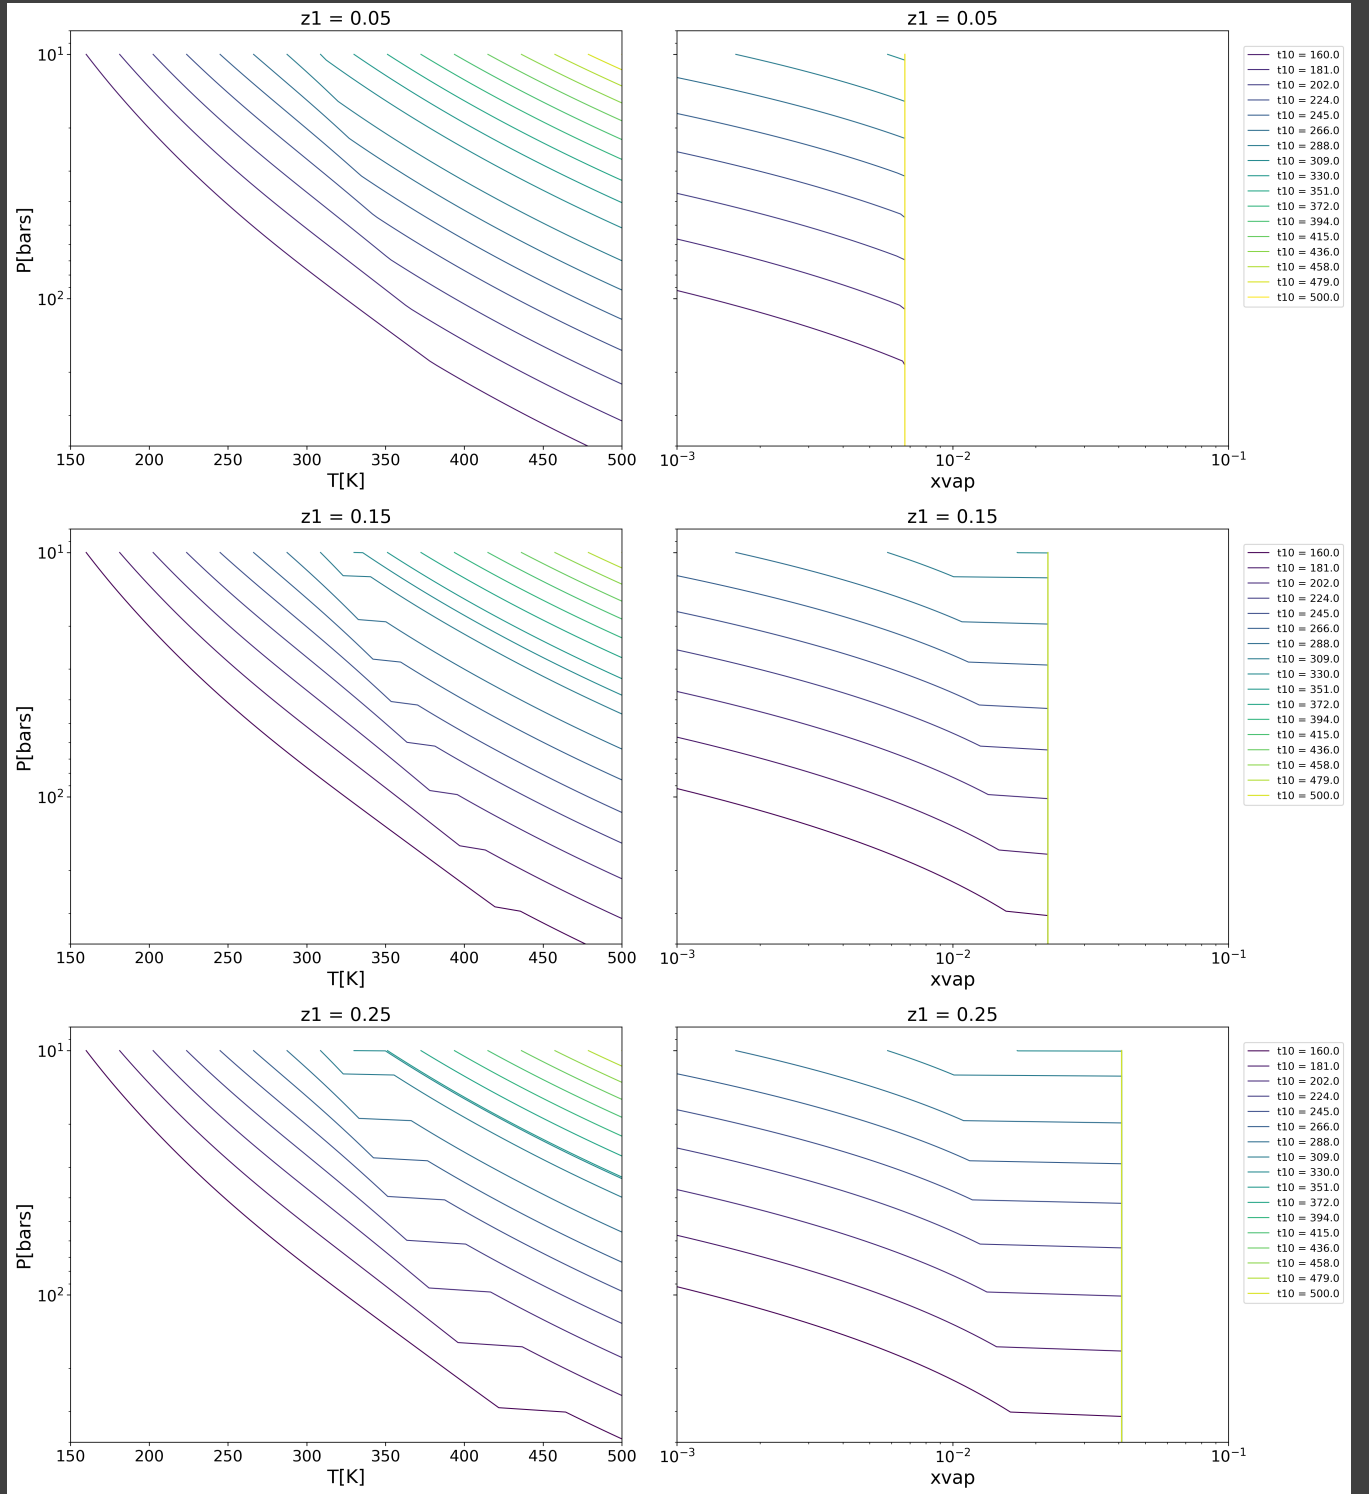 z1 = 0.05
10¹
10²
P[bars]
150 200 250 300 350 400 450 500
T[K]
z1 = 0.05
10⁻³ 10⁻² 10⁻¹
xvap
t10 = 160.0
t10 = 181.0
t10 = 202.0
t10 = 224.0
t10 = 245.0
t10 = 266.0
t10 = 288.0
t10 = 309.0
t10 = 330.0
t10 = 351.0
t10 = 372.0
t10 = 394.0
t10 = 415.0
t10 = 436.0
t10 = 458.0
t10 = 479.0
t10 = 500.0
z1 = 0.15
10¹
10²
P[bars]
150 200 250 300 350 400 450 500
T[K]
z1 = 0.15
10⁻³ 10⁻² 10⁻¹
xvap
t10 = 160.0
t10 = 181.0
t10 = 202.0
t10 = 224.0
t10 = 245.0
t10 = 266.0
t10 = 288.0
t10 = 309.0
t10 = 330.0
t10 = 351.0
t10 = 372.0
t10 = 394.0
t10 = 415.0
t10 = 436.0
t10 = 458.0
t10 = 479.0
t10 = 500.0
z1 = 0.25
10¹
10²
P[bars]
150 200 250 300 350 400 450 500
T[K]
z1 = 0.25
10⁻³ 10⁻² 10⁻¹
xvap
t10 = 160.0
t10 = 181.0
t10 = 202.0
t10 = 224.0
t10 = 245.0
t10 = 266.0
t10 = 288.0
t10 = 309.0
t10 = 330.0
t10 = 351.0
t10 = 372.0
t10 = 394.0
t10 = 415.0
t10 = 436.0
t10 = 458.0
t10 = 479.0
t10 = 500.0